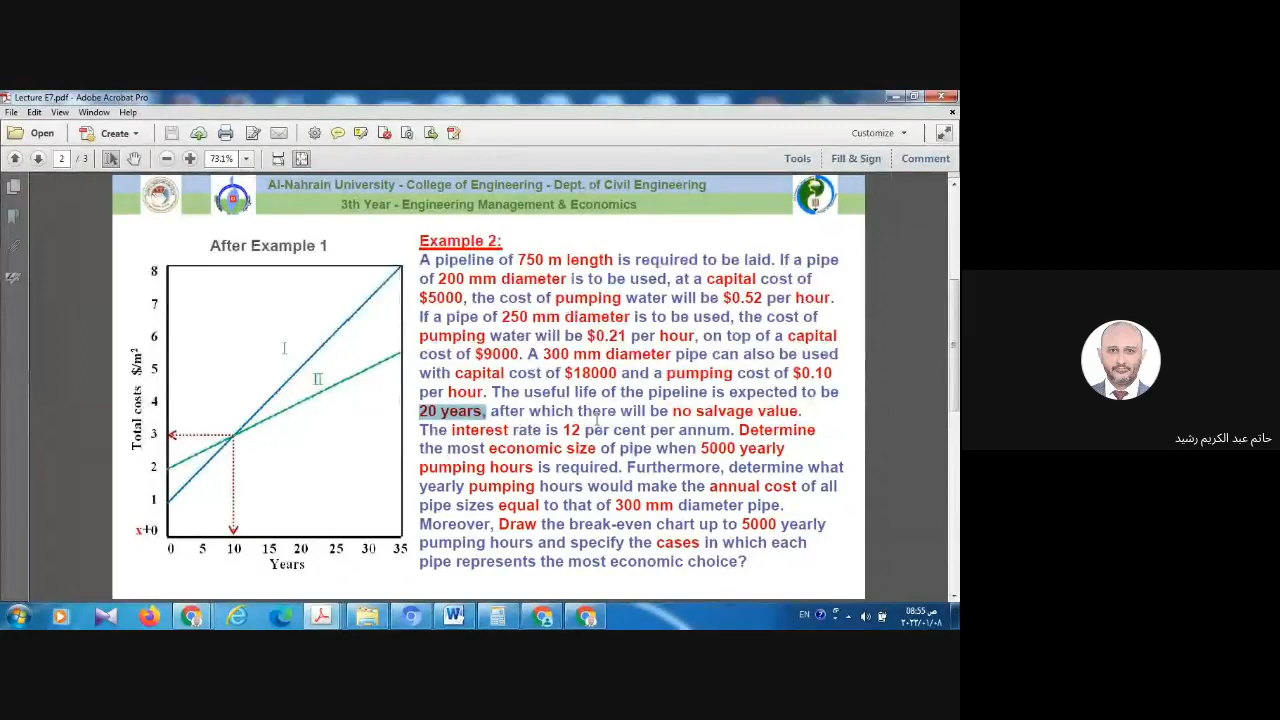 Lecture E7.pdf - Adobe Acrobat Pro
File Edit View Window Help
Open Create Customize
2 / 3 73.1% Tools Fill & Sign Comment
Al-Nahrain University - College of Engineering - Dept. of Civil Engineering
3th Year - Engineering Management & Economics
After Example 1
8
7
6
5
4
3
2
1
x+0
Total costs $/m²
I
II
0 5 10 15 20 25 30 35
Years
Example 2:
A pipeline of 750 m length is required to be laid. If a pipe
of 200 mm diameter is to be used, at a capital cost of
$5000, the cost of pumping water will be $0.52 per hour.
If a pipe of 250 mm diameter is to be used, the cost of
pumping water will be $0.21 per hour, on top of a capital
cost of $9000. A 300 mm diameter pipe can also be used
with capital cost of $18000 and a pumping cost of $0.10
per hour. The useful life of the pipeline is expected to be
20 years, after which there will be no salvage value.
The interest rate is 12 per cent per annum. Determine
the most economic size of pipe when 5000 yearly
pumping hours is required. Furthermore, determine what
yearly pumping hours would make the annual cost of all
pipe sizes equal to that of 300 mm diameter pipe.
Moreover, Draw the break-even chart up to 5000 yearly
pumping hours and specify the cases in which each
pipe represents the most economic choice?
حاتم عبد الكريم رشيد
EN
08:55 ص
٢٠٢٢/٠١/٠٨